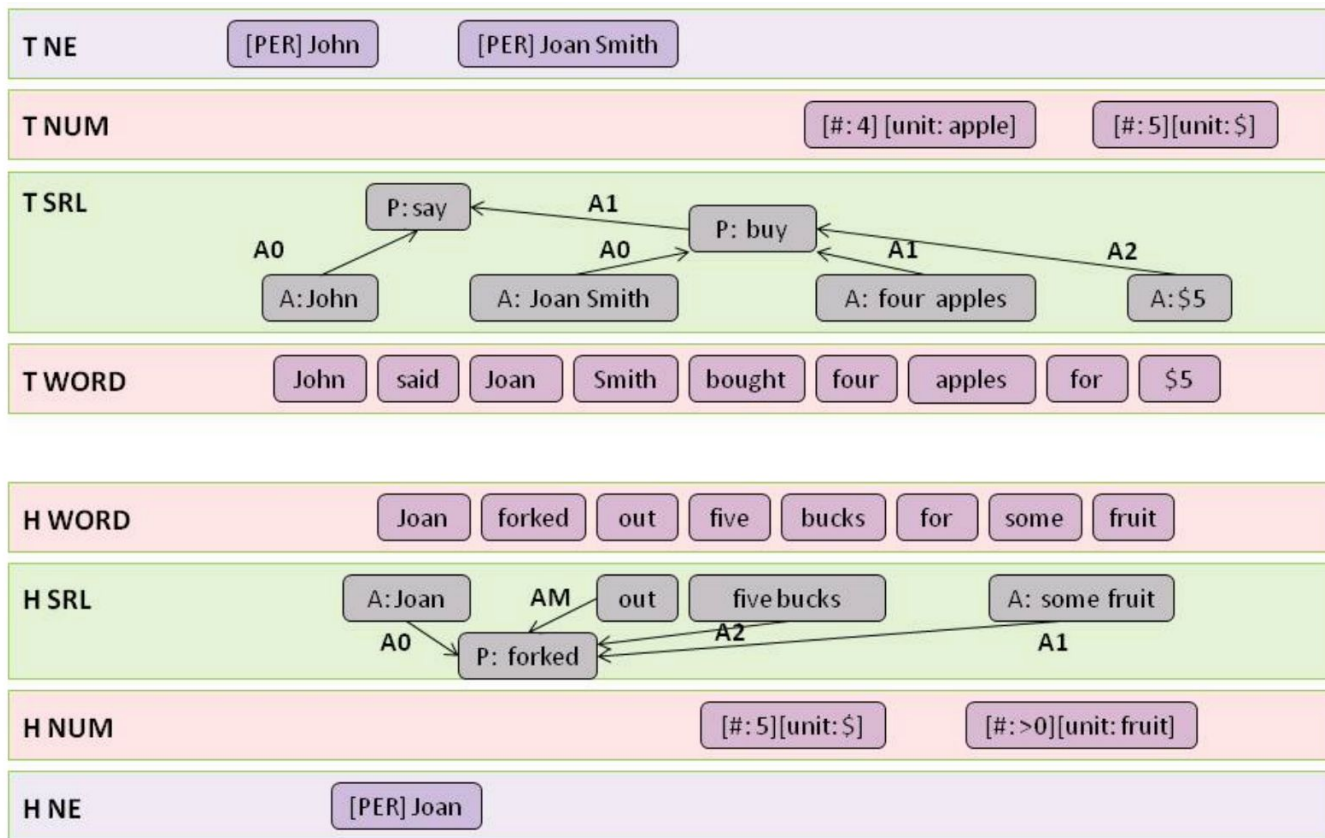 T NE [PER] John [PER] Joan Smith
T NUM [#: 4] [unit: apple] [#: 5][unit: $]
T SRL P: say A1 P: buy
A0 A0 A1 A2
A: John A: Joan Smith A: four apples A: $5
T WORD John said Joan Smith bought four apples for $5
H WORD Joan forked out five bucks for some fruit
H SRL A: Joan AM out five bucks A: some fruit
A0 P: forked A2 A1
H NUM [#: 5][unit: $] [#: >0][unit: fruit]
H NE [PER] Joan